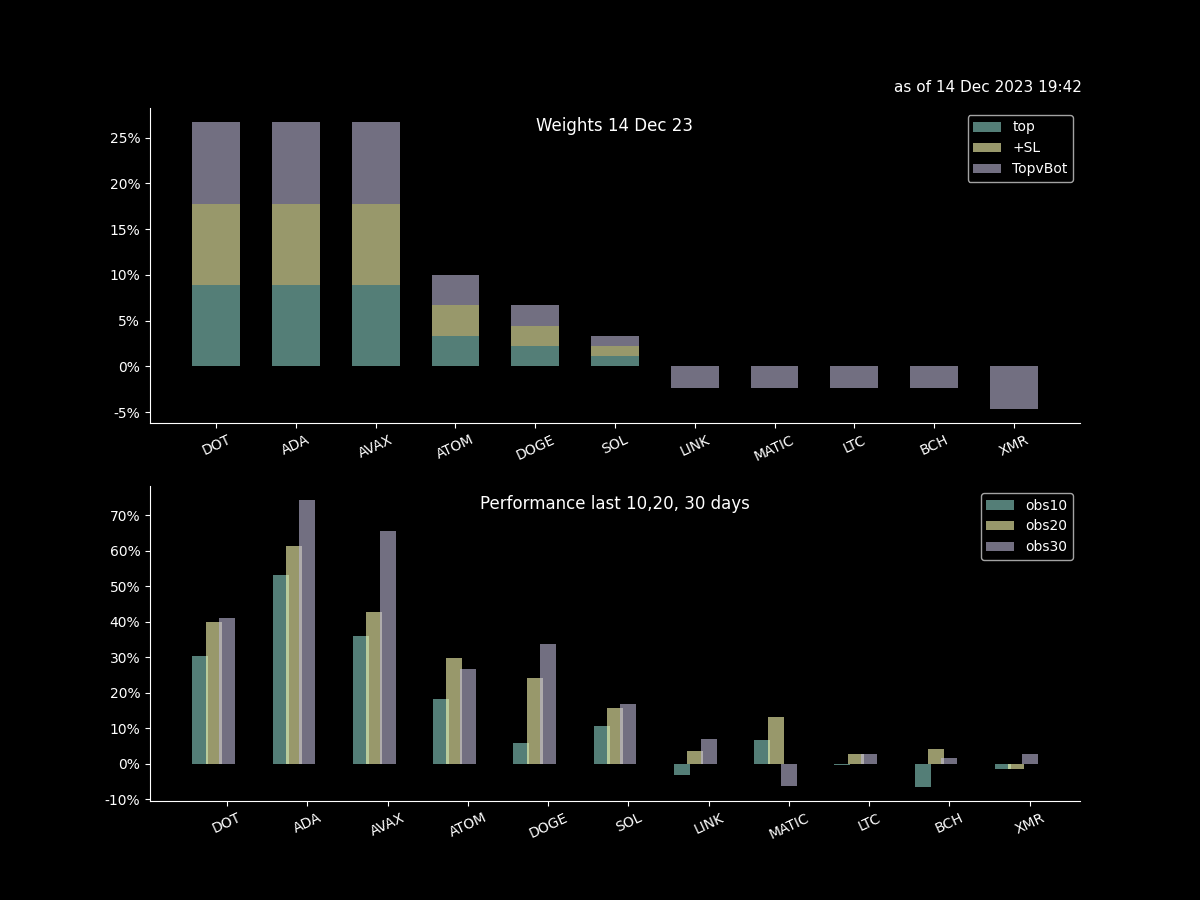 as of 14 Dec 2023 19:42
Weights 14 Dec 23
top
+SL
TopvBot
25%
20%
15%
10%
5%
0%
-5%
DOT ADA AVAX ATOM DOGE SOL LINK MATIC LTC BCH XMR
Performance last 10,20, 30 days
obs10
obs20
obs30
70%
60%
50%
40%
30%
20%
10%
0%
-10%
DOT ADA AVAX ATOM DOGE SOL LINK MATIC LTC BCH XMR